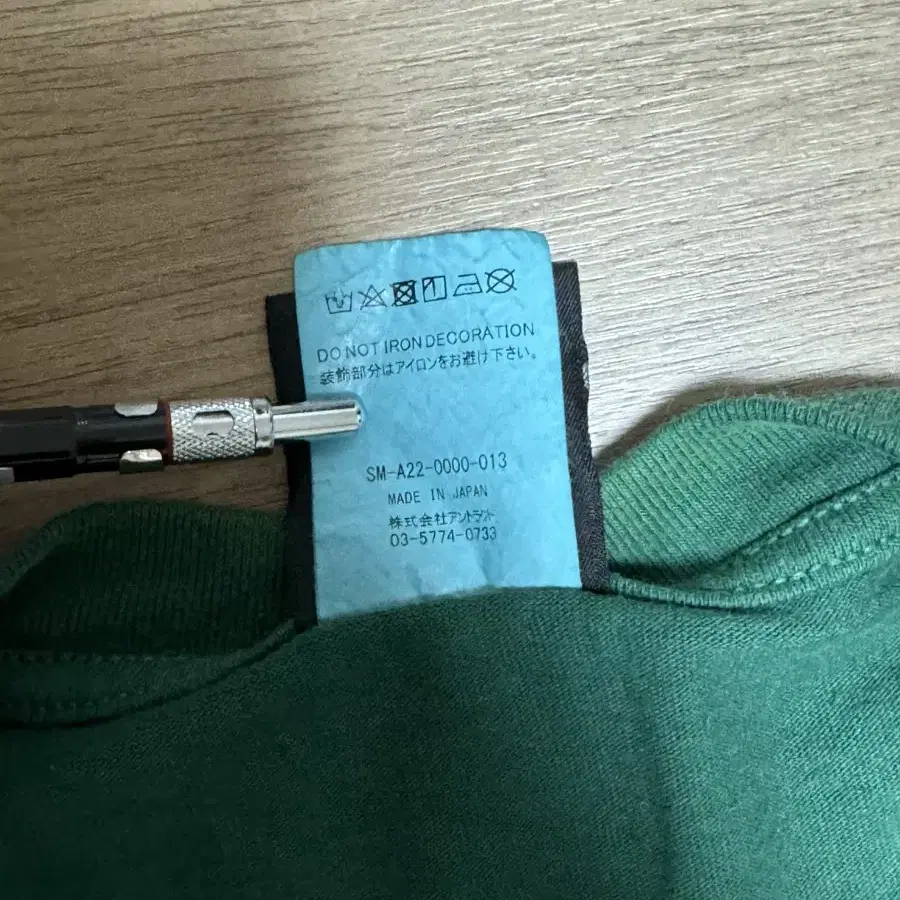 DO NOT IRON DECORATION
装飾部分はアイロンをお避け下さい。
SM-A22-0000-013
MADE IN JAPAN
株式会社アントラクト
03-5774-0733